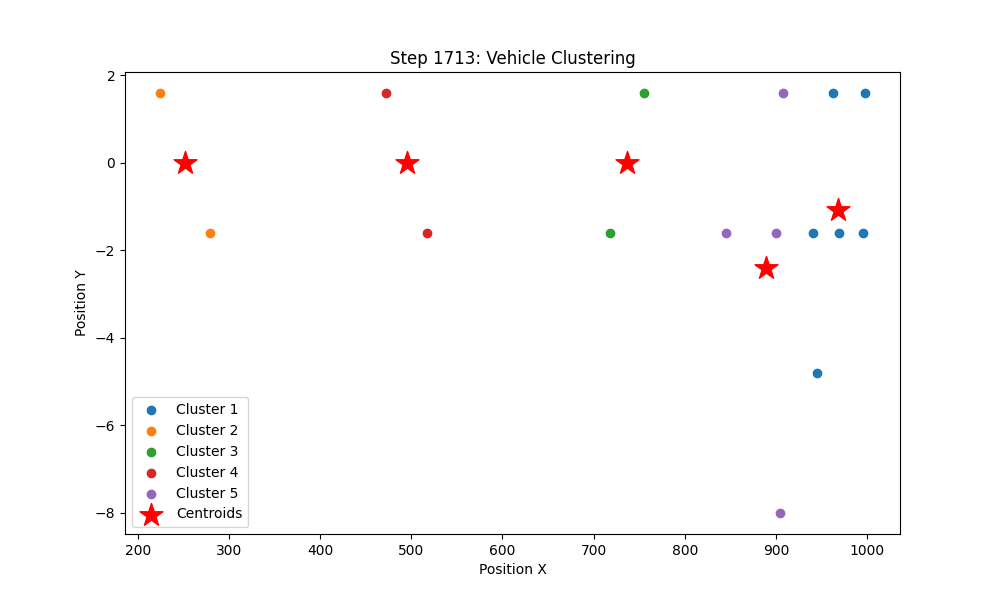 Step 1713: Vehicle Clustering
Position Y
2
0
−2
−4
−6
−8
Cluster 1
Cluster 2
Cluster 3
Cluster 4
Cluster 5
Centroids
200 300 400 500 600 700 800 900 1000
Position X